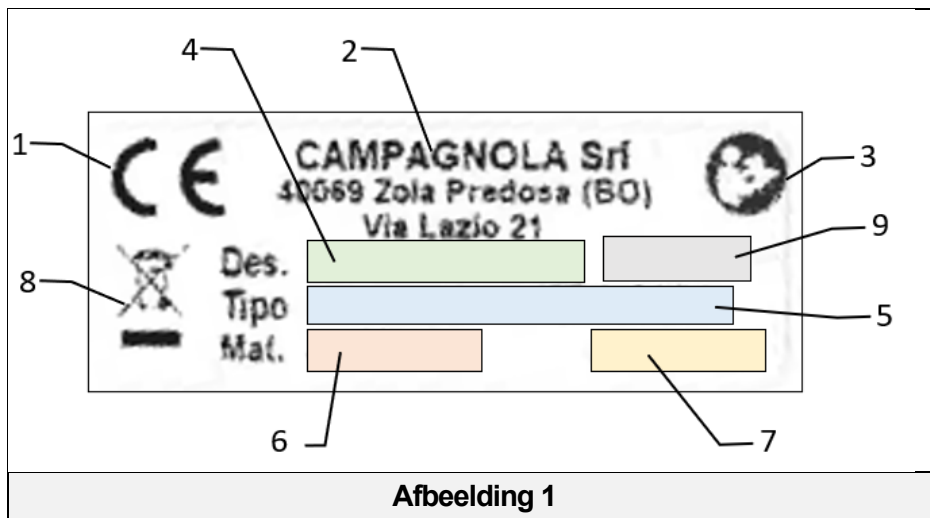 4
2
1
CE
CAMPAGNOLA Srl
3
40069 Zola Predosa (BO)
Via Lazio 21
9
8
Des.
Tipo
5
Mat.
6
7
Afbeelding 1